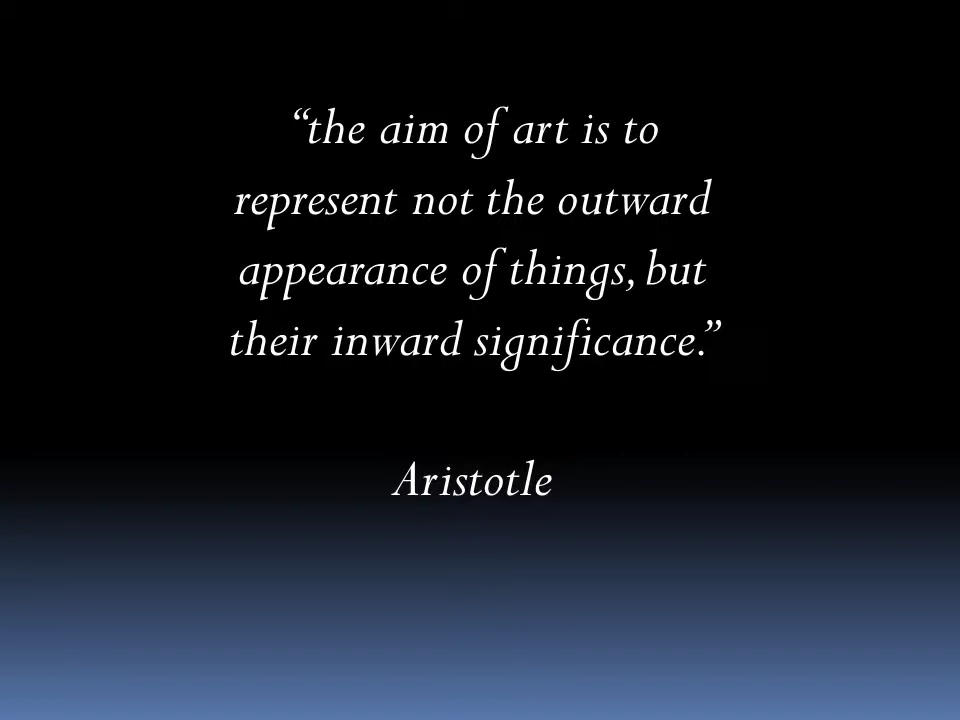 “the aim of art is to
represent not the outward
appearance of things, but
their inward significance.”
Aristotle